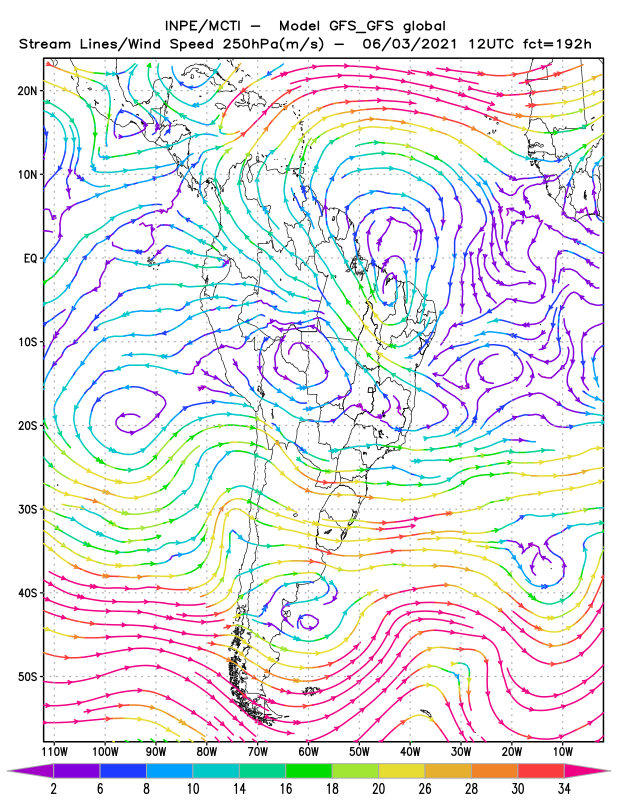 INPE/MCTI –  Model GFS_GFS global
Stream Lines/Wind Speed 250hPa(m/s) –  06/03/2021 12UTC fct=192h
20N
10N
EQ
10S
20S
30S
40S
50S
110W 100W 90W 80W 70W 60W 50W 40W 30W 20W 10W
2 6 8 10 14 16 20 26 28 30 34